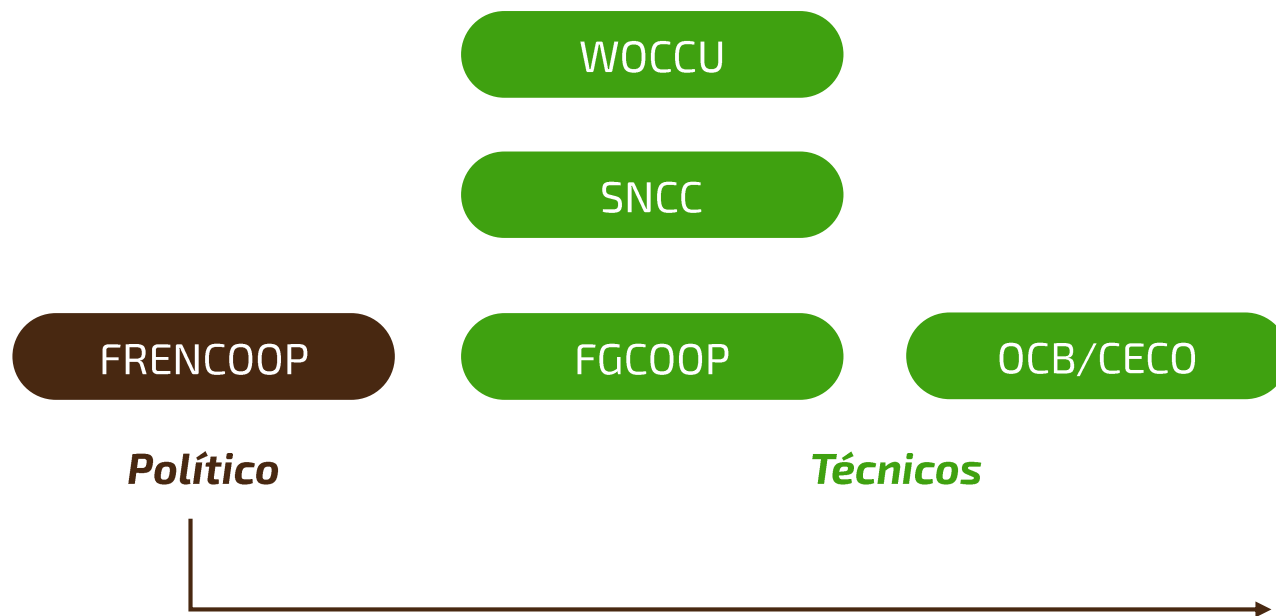 WOCCU
SNCC
FRENCOOP
FGCOOP
OCB/CECO
Político
Técnicos